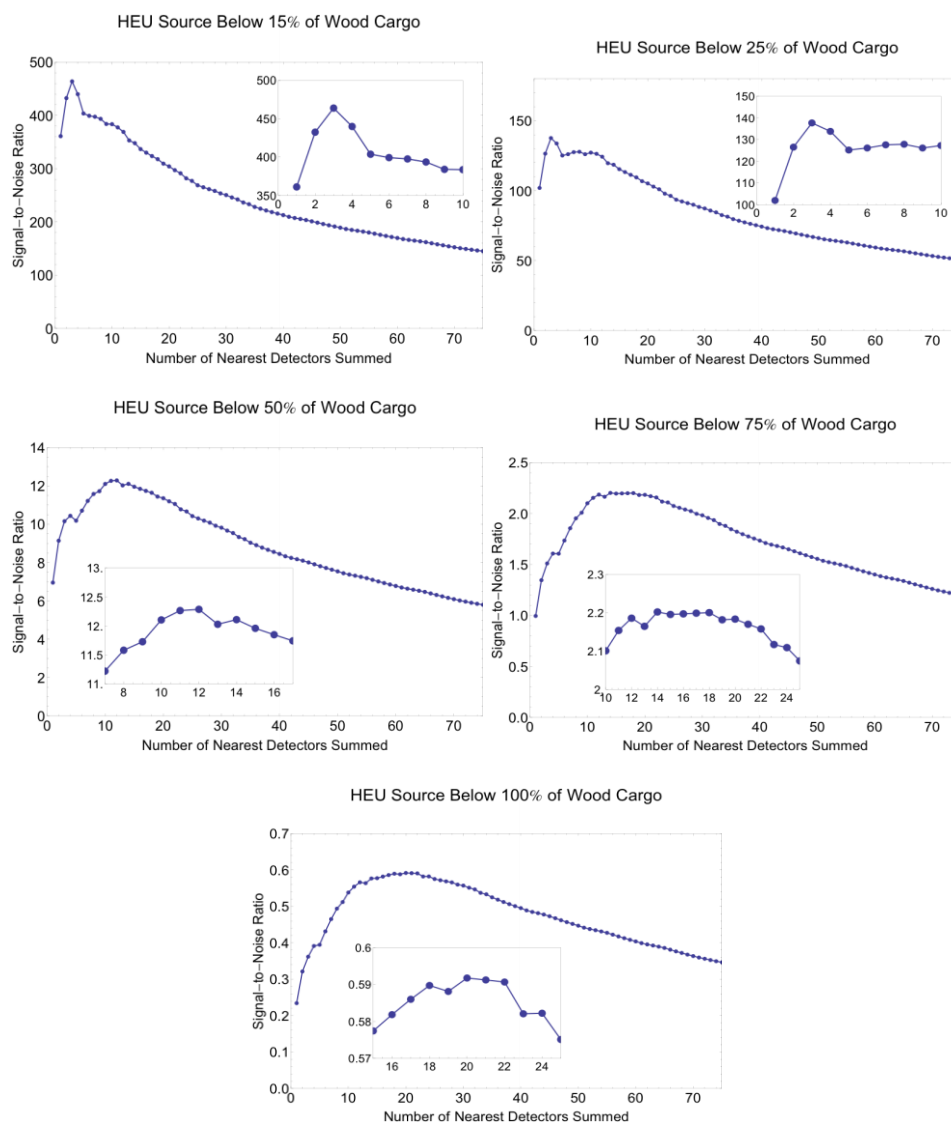 HEU Source Below 15% of Wood Cargo
Signal-to-Noise Ratio
500
400
300
200
100
0
500
450
400
350
0 2 4 6 8 10
0 10 20 30 40 50 60 70
Number of Nearest Detectors Summed
HEU Source Below 25% of Wood Cargo
Signal-to-Noise Ratio
150
100
50
0
150
140
130
120
110
100
0 2 4 6 8 10
0 10 20 30 40 50 60 70
Number of Nearest Detectors Summed
HEU Source Below 50% of Wood Cargo
Signal-to-Noise Ratio
14
12
10
8
6
4
2
0
13.
12.5
12.
11.5
11.
8 10 12 14 16
0 10 20 30 40 50 60 70
Number of Nearest Detectors Summed
HEU Source Below 75% of Wood Cargo
Signal-to-Noise Ratio
2.5
2.0
1.5
1.0
0.5
0.0
2.3
2.2
2.1
2
10 12 14 16 18 20 22 24
0 10 20 30 40 50 60 70
Number of Nearest Detectors Summed
HEU Source Below 100% of Wood Cargo
Signal-to-Noise Ratio
0.7
0.6
0.5
0.4
0.3
0.2
0.1
0.0
0.6
0.59
0.58
0.57
16 18 20 22 24
0 10 20 30 40 50 60 70
Number of Nearest Detectors Summed